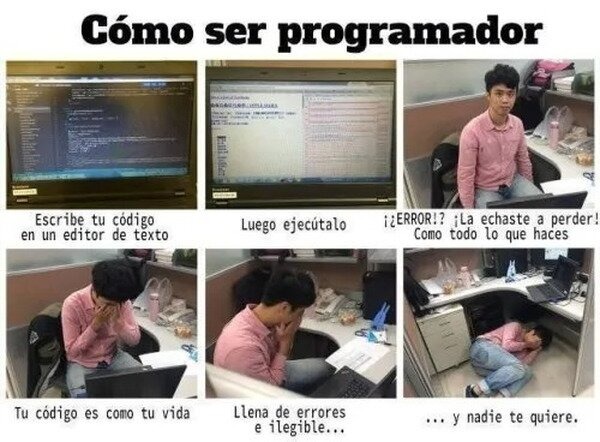 Cómo ser programador
Escribe tu código
en un editor de texto
Luego ejecútalo
¡¿ERROR!? ¡La echaste a perder!
Como todo lo que haces
Tu código es como tu vida
Llena de errores
e ilegible...
... y nadie te quiere.